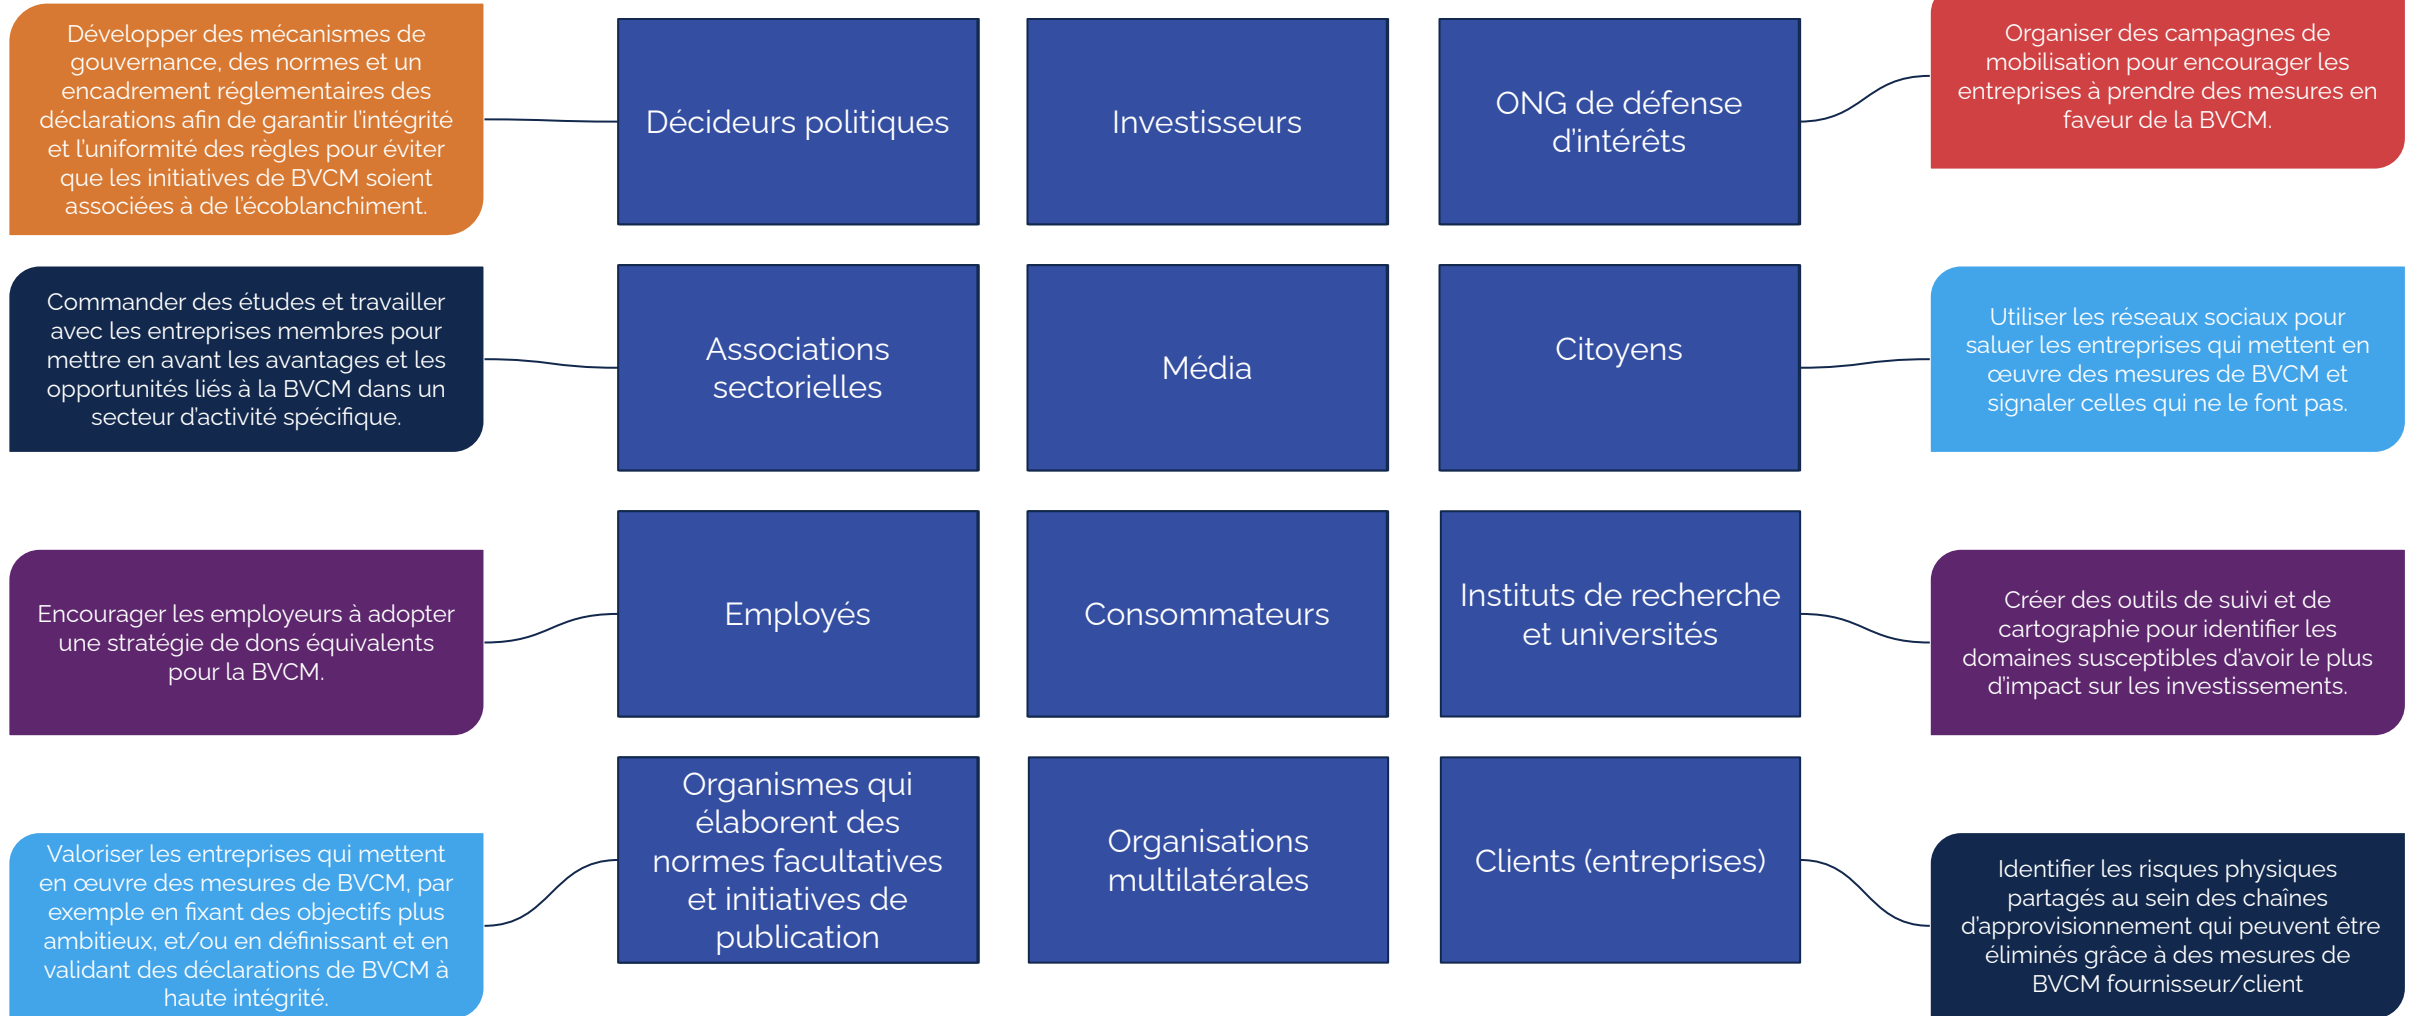 Développer des mécanismes de
gouvernance, des normes et un
encadrement réglementaires des
déclarations afin de garantir l'intégrité
et l'uniformité des règles pour éviter
que les initiatives de BVCM soient
associées à de l'écoblanchiment.
Décideurs politiques
Investisseurs
ONG de défense
d'intérêts
Organiser des campagnes de
mobilisation pour encourager les
entreprises à prendre des mesures en
faveur de la BVCM.
Commander des études et travailler
avec les entreprises membres pour
mettre en avant les avantages et les
opportunités liés à la BVCM dans un
secteur d'activité spécifique.
Associations
sectorielles
Média
Citoyens
Utiliser les réseaux sociaux pour
saluer les entreprises qui mettent en
œuvre des mesures de BVCM et
signaler celles qui ne le font pas.
Encourager les employeurs à adopter
une stratégie de dons équivalents
pour la BVCM.
Employés
Consommateurs
Instituts de recherche
et universités
Créer des outils de suivi et de
cartographie pour identifier les
domaines susceptibles d'avoir le plus
d'impact sur les investissements.
Valoriser les entreprises qui mettent
en œuvre des mesures de BVCM, par
exemple en fixant des objectifs plus
ambitieux, et/ou en définissant et en
validant des déclarations de BVCM à
haute intégrité.
Organismes qui
élaborent des
normes facultatives
et initiatives de
publication
Organisations
multilatérales
Clients (entreprises)
Identifier les risques physiques
partagés au sein des chaînes
d'approvisionnement qui peuvent être
éliminés grâce à des mesures de
BVCM fournisseur/client